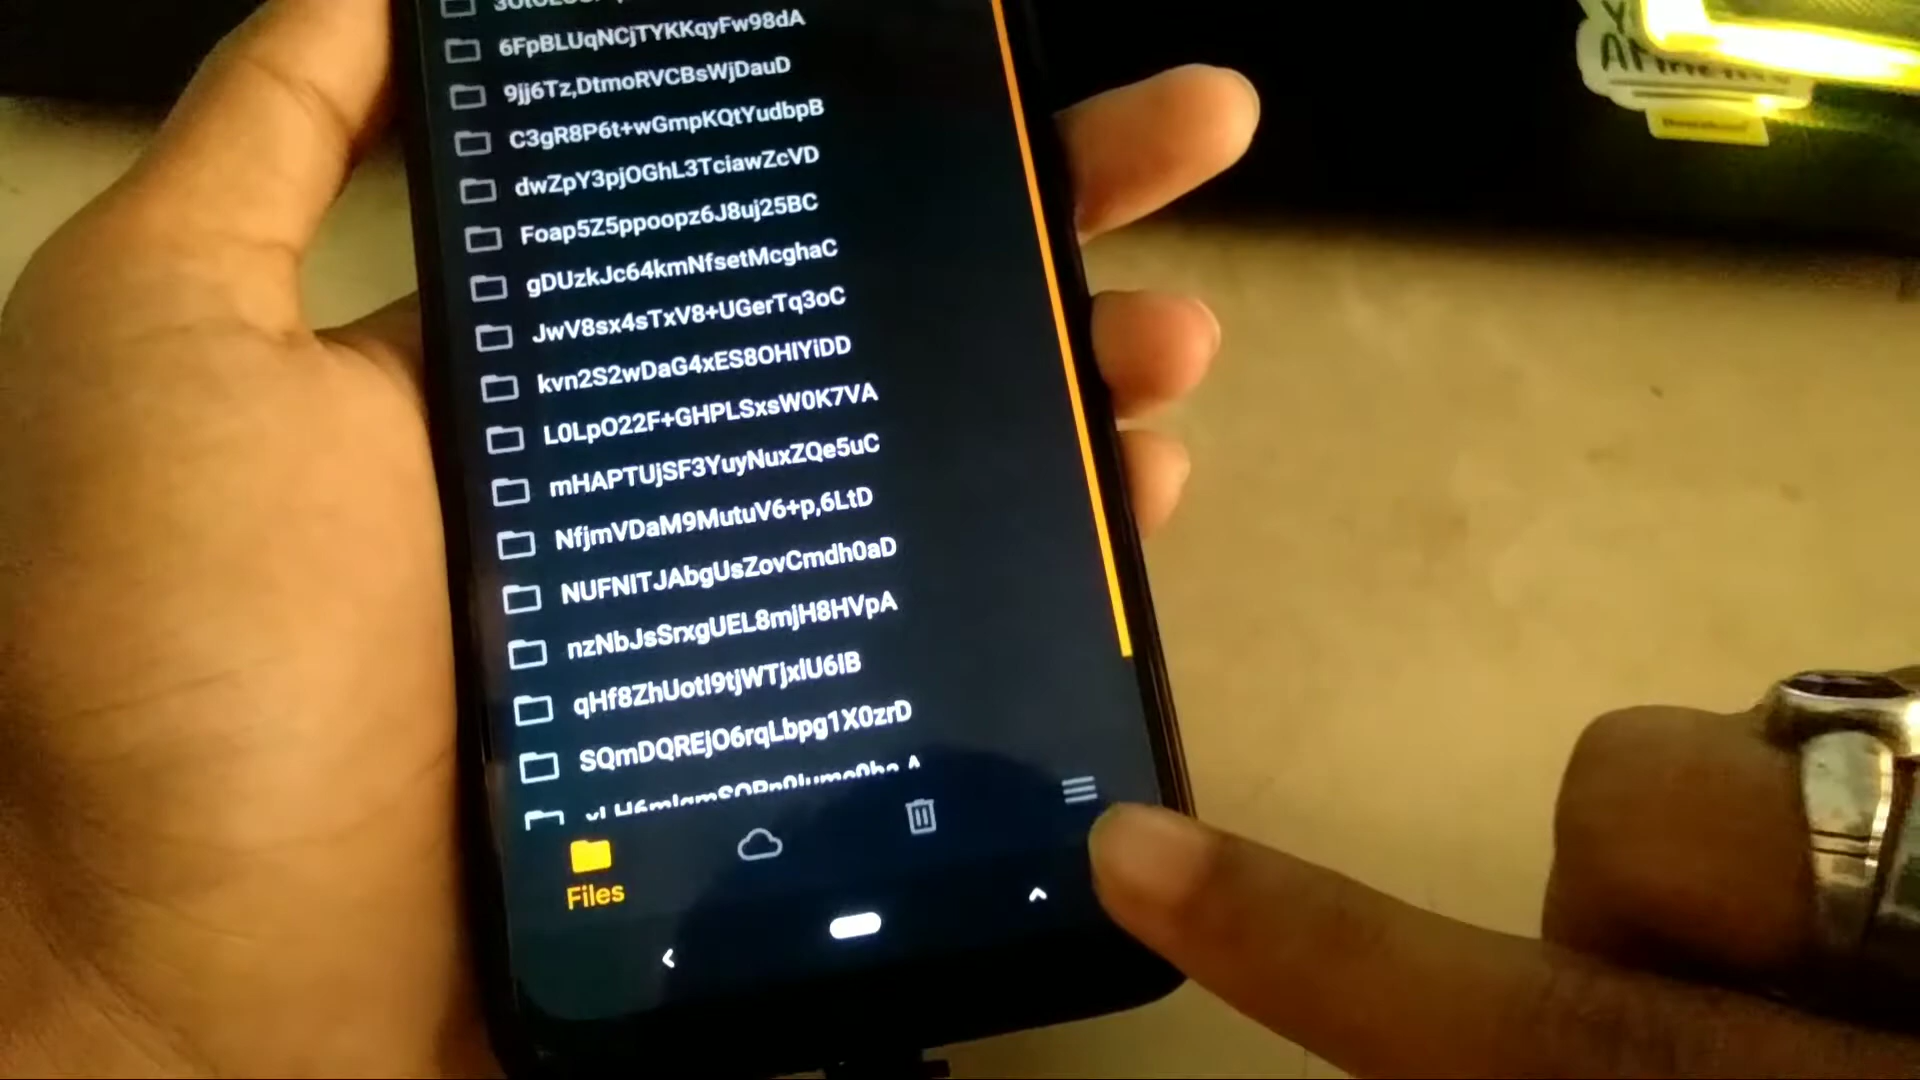 6FpBLUqNCjTYKKqyFw98dA
9jj6Tz,DtmoRVCBsWjDauD
C3gR8P6t+wGmpKQtYudbpB
dwZpY3pjOGhL3TciawZcVD
Foap5Z5ppoopz6J8uj25BC
gDUzkJc64kmNfsetMcghaC
JwV8sx4sTxV8+UGerTq3oC
kvn2S2wDaG4xES8OHIYiDD
L0LpO22F+GHPLSxsW0K7VA
mHAPTUjSF3YuyNuxZQe5uC
NfjmVDaM9MutuV6+p,6LtD
NUFNITJAbgUsZovCmdh0aD
nzNbJsSrxgUEL8mjH8HVpA
qHf8ZhUotI9tjWTjxlU6IB
SQmDQREjO6rqLbpg1X0zrD
Files